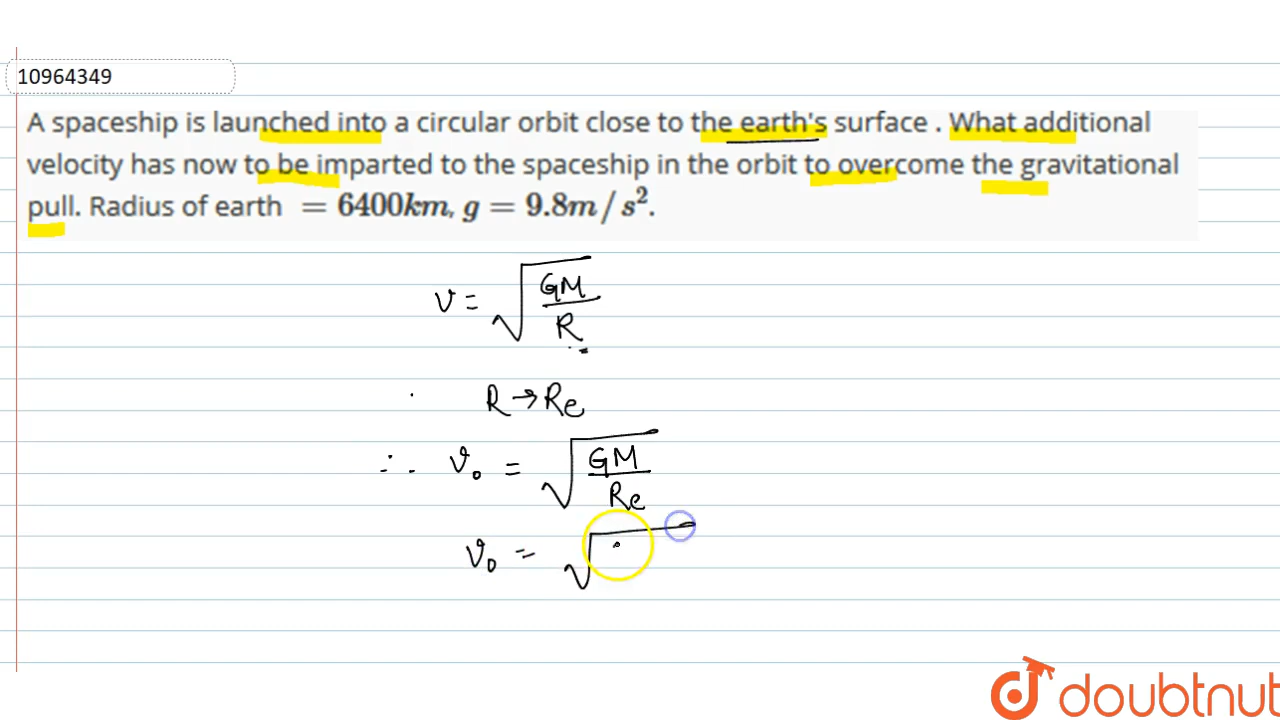 10964349
A spaceship is launched into a circular orbit close to the earth's surface . What additional
velocity has now to be imparted to the spaceship in the orbit to overcome the gravitational
pull. Radius of earth = 6400km, g = 9.8m/s².
v = √(GM/R)
R → Re
∴ v₀ = √(GM/Re)
v₀ = √
doubtnut